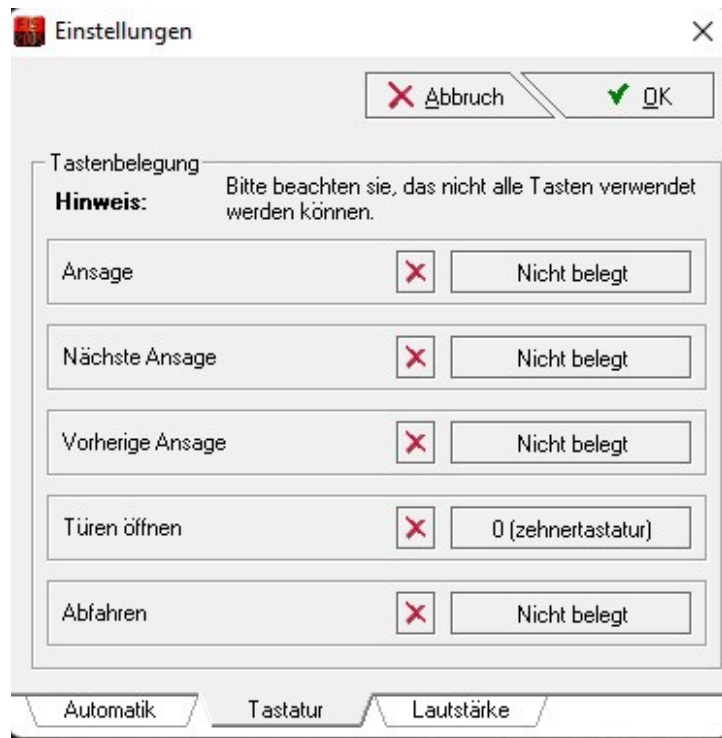 Einstellungen
Abbruch
OK
Tastenbelegung
Hinweis: Bitte beachten sie, das nicht alle Tasten verwendet
werden können.
Ansage Nicht belegt
Nächste Ansage Nicht belegt
Vorherige Ansage Nicht belegt
Türen öffnen 0 (zehnertastatur)
Abfahren Nicht belegt
Automatik Tastatur Lautstärke